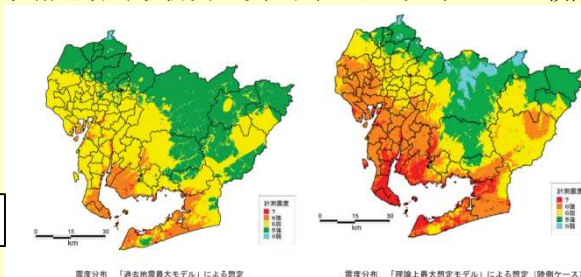 計測震度
7
6強
6弱
5強
5弱
0 15 30
km
計測震度
7
6強
6弱
5強
5弱
0 15 30
km
震度分布 「過去地震最大モデル」による想定
震度分布 「理論上最大想定モデル」による想定(陸側ケース)